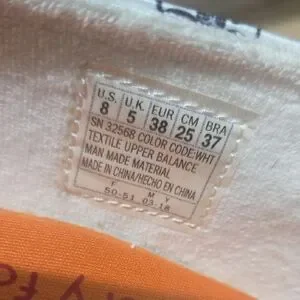 U.S. U.K. EUR CM BRA
8 5 38 25 37
SN 32568 COLOR CODE:WHT
TEXTILE UPPER BALANCE
MAN MADE MATERIAL
MADE IN CHINA/HECHO EN CHINA
F M Y
50-51 03-18